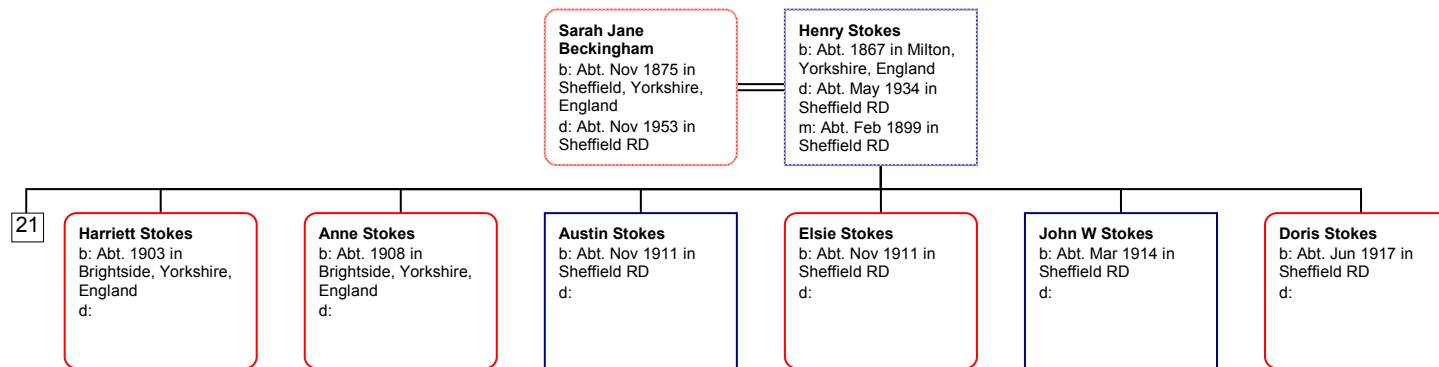 Sarah Jane
Beckingham
b: Abt. Nov 1875 in
Sheffield, Yorkshire,
England
d: Abt. Nov 1953 in
Sheffield RD
Henry Stokes
b: Abt. 1867 in Milton,
Yorkshire, England
d: Abt. May 1934 in
Sheffield RD
m: Abt. Feb 1899 in
Sheffield RD
21
Harriett Stokes
b: Abt. 1903 in
Brightside, Yorkshire,
England
d:
Anne Stokes
b: Abt. 1908 in
Brightside, Yorkshire,
England
d:
Austin Stokes
b: Abt. Nov 1911 in
Sheffield RD
d:
Elsie Stokes
b: Abt. Nov 1911 in
Sheffield RD
d:
John W Stokes
b: Abt. Mar 1914 in
Sheffield RD
d:
Doris Stokes
b: Abt. Jun 1917 in
Sheffield RD
d: